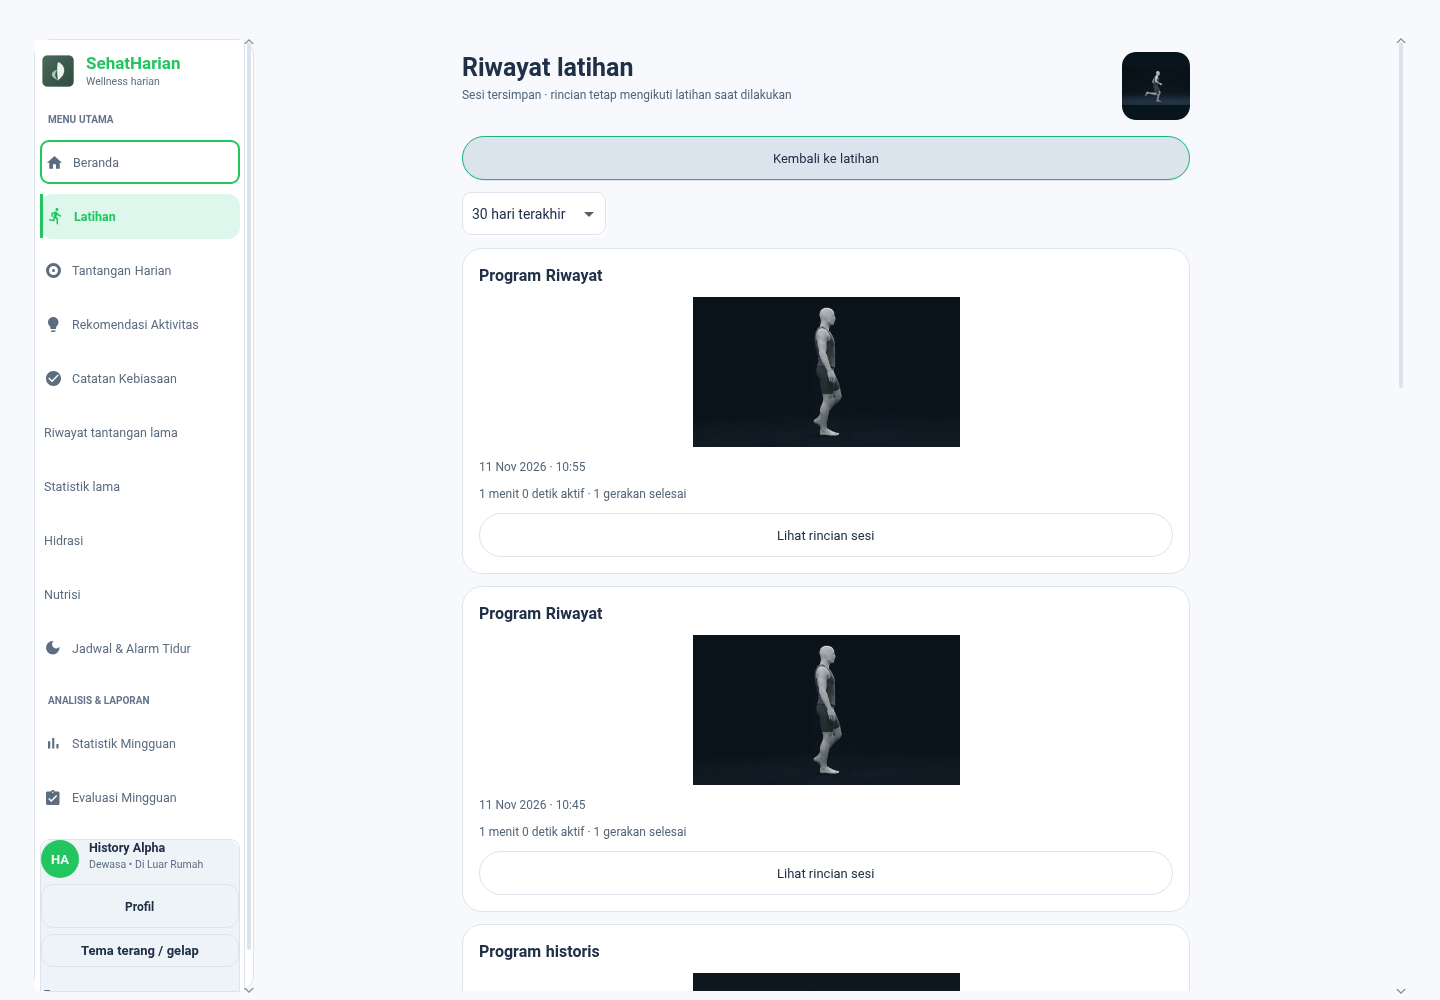 SehatHarian
Wellness harian
MENU UTAMA
Beranda
Latihan
Tantangan Harian
Rekomendasi Aktivitas
Catatan Kebiasaan
Riwayat tantangan lama
Statistik lama
Hidrasi
Nutrisi
Jadwal & Alarm Tidur
ANALISIS & LAPORAN
Statistik Mingguan
Evaluasi Mingguan
HA
History Alpha
Dewasa • Di Luar Rumah
Profil
Tema terang / gelap
Riwayat latihan
Sesi tersimpan · rincian tetap mengikuti latihan saat dilakukan
Kembali ke latihan
30 hari terakhir
Program Riwayat
11 Nov 2026 · 10:55
1 menit 0 detik aktif · 1 gerakan selesai
Lihat rincian sesi
Program Riwayat
11 Nov 2026 · 10:45
1 menit 0 detik aktif · 1 gerakan selesai
Lihat rincian sesi
Program historis